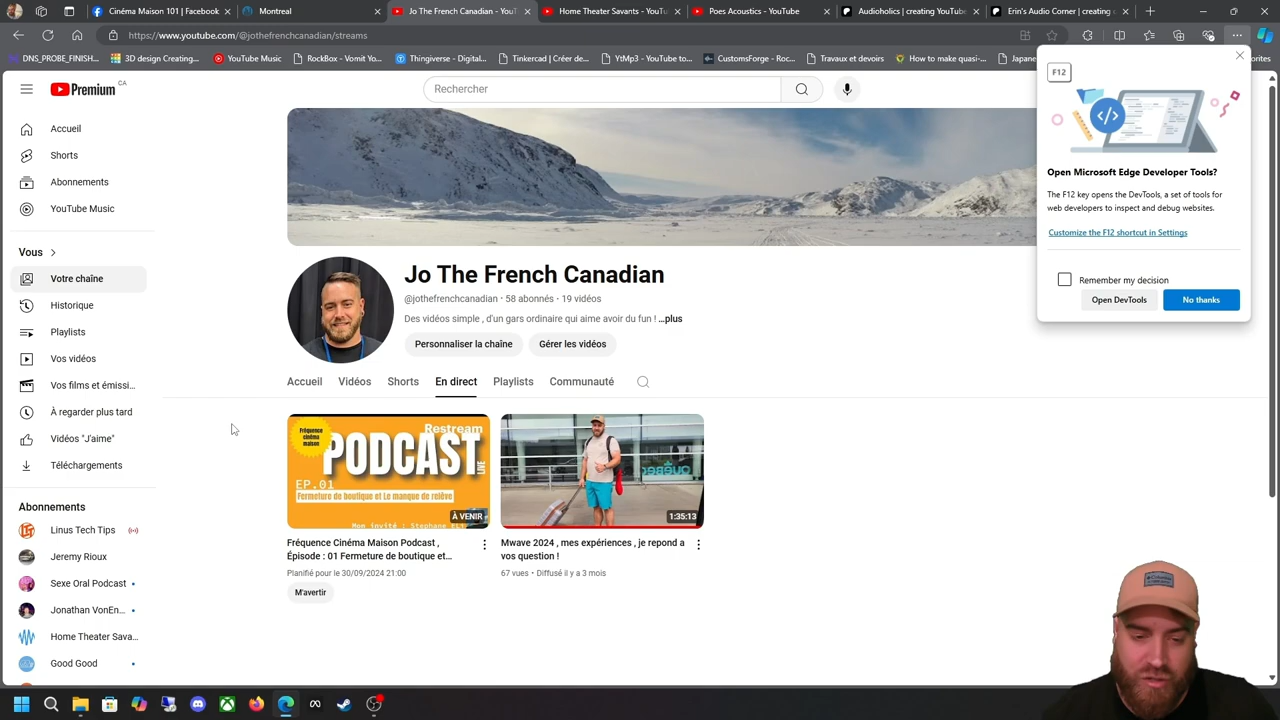 Cinéma Maison 101 | Facebook
Montreal
Jo The French Canadian - YouT
Home Theater Savants - YouTu
Poes Acoustics - YouTube
Audioholics | creating YouTube
Erin's Audio Corner | creating c
https://www.youtube.com/@jothefrenchcanadian/streams
DNS_PROBE_FINISH...
3D design Creating...
YouTube Music
RockBox - Vomit Yo...
Thingiverse - Digital...
Tinkercad | Créer de...
YtMp3 - YouTube to...
CustomsForge - Roc...
Travaux et devoirs
How to make quasi-...
Japane
orites
Premium
CA
Rechercher
Accueil
Shorts
Abonnements
YouTube Music
Vous
Votre chaîne
Historique
Playlists
Vos vidéos
Vos films et émissi...
À regarder plus tard
Vidéos "J'aime"
Téléchargements
Abonnements
Linus Tech Tips
Jeremy Rioux
Sexe Oral Podcast
Jonathan VonEn...
Home Theater Sava...
Good Good
Jo The French Canadian
@jothefrenchcanadian · 58 abonnés · 19 vidéos
Des vidéos simple , d'un gars ordinaire qui aime avoir du fun ! ...plus
Personnaliser la chaîne
Gérer les vidéos
Accueil
Vidéos
Shorts
En direct
Playlists
Communauté
Fréquence
cinéma
maison
Restream
PODCAST
LIVE
EP.01
Fermeture de boutique et Le manque de relève
Mon invité : Stephane
À VENIR
Fréquence Cinéma Maison Podcast ,
Épisode : 01 Fermeture de boutique et...
Planifié pour le 30/09/2024 21:00
M'avertir
QUÉBEC
1:35:13
Mwave 2024 , mes expériences , je repond a
vos question !
67 vues • Diffusé il y a 3 mois
F12
Open Microsoft Edge Developer Tools?
The F12 key opens the DevTools, a set of tools for
web developers to inspect and debug websites.
Customize the F12 shortcut in Settings
Remember my decision
Open DevTools
No thanks
Columbia